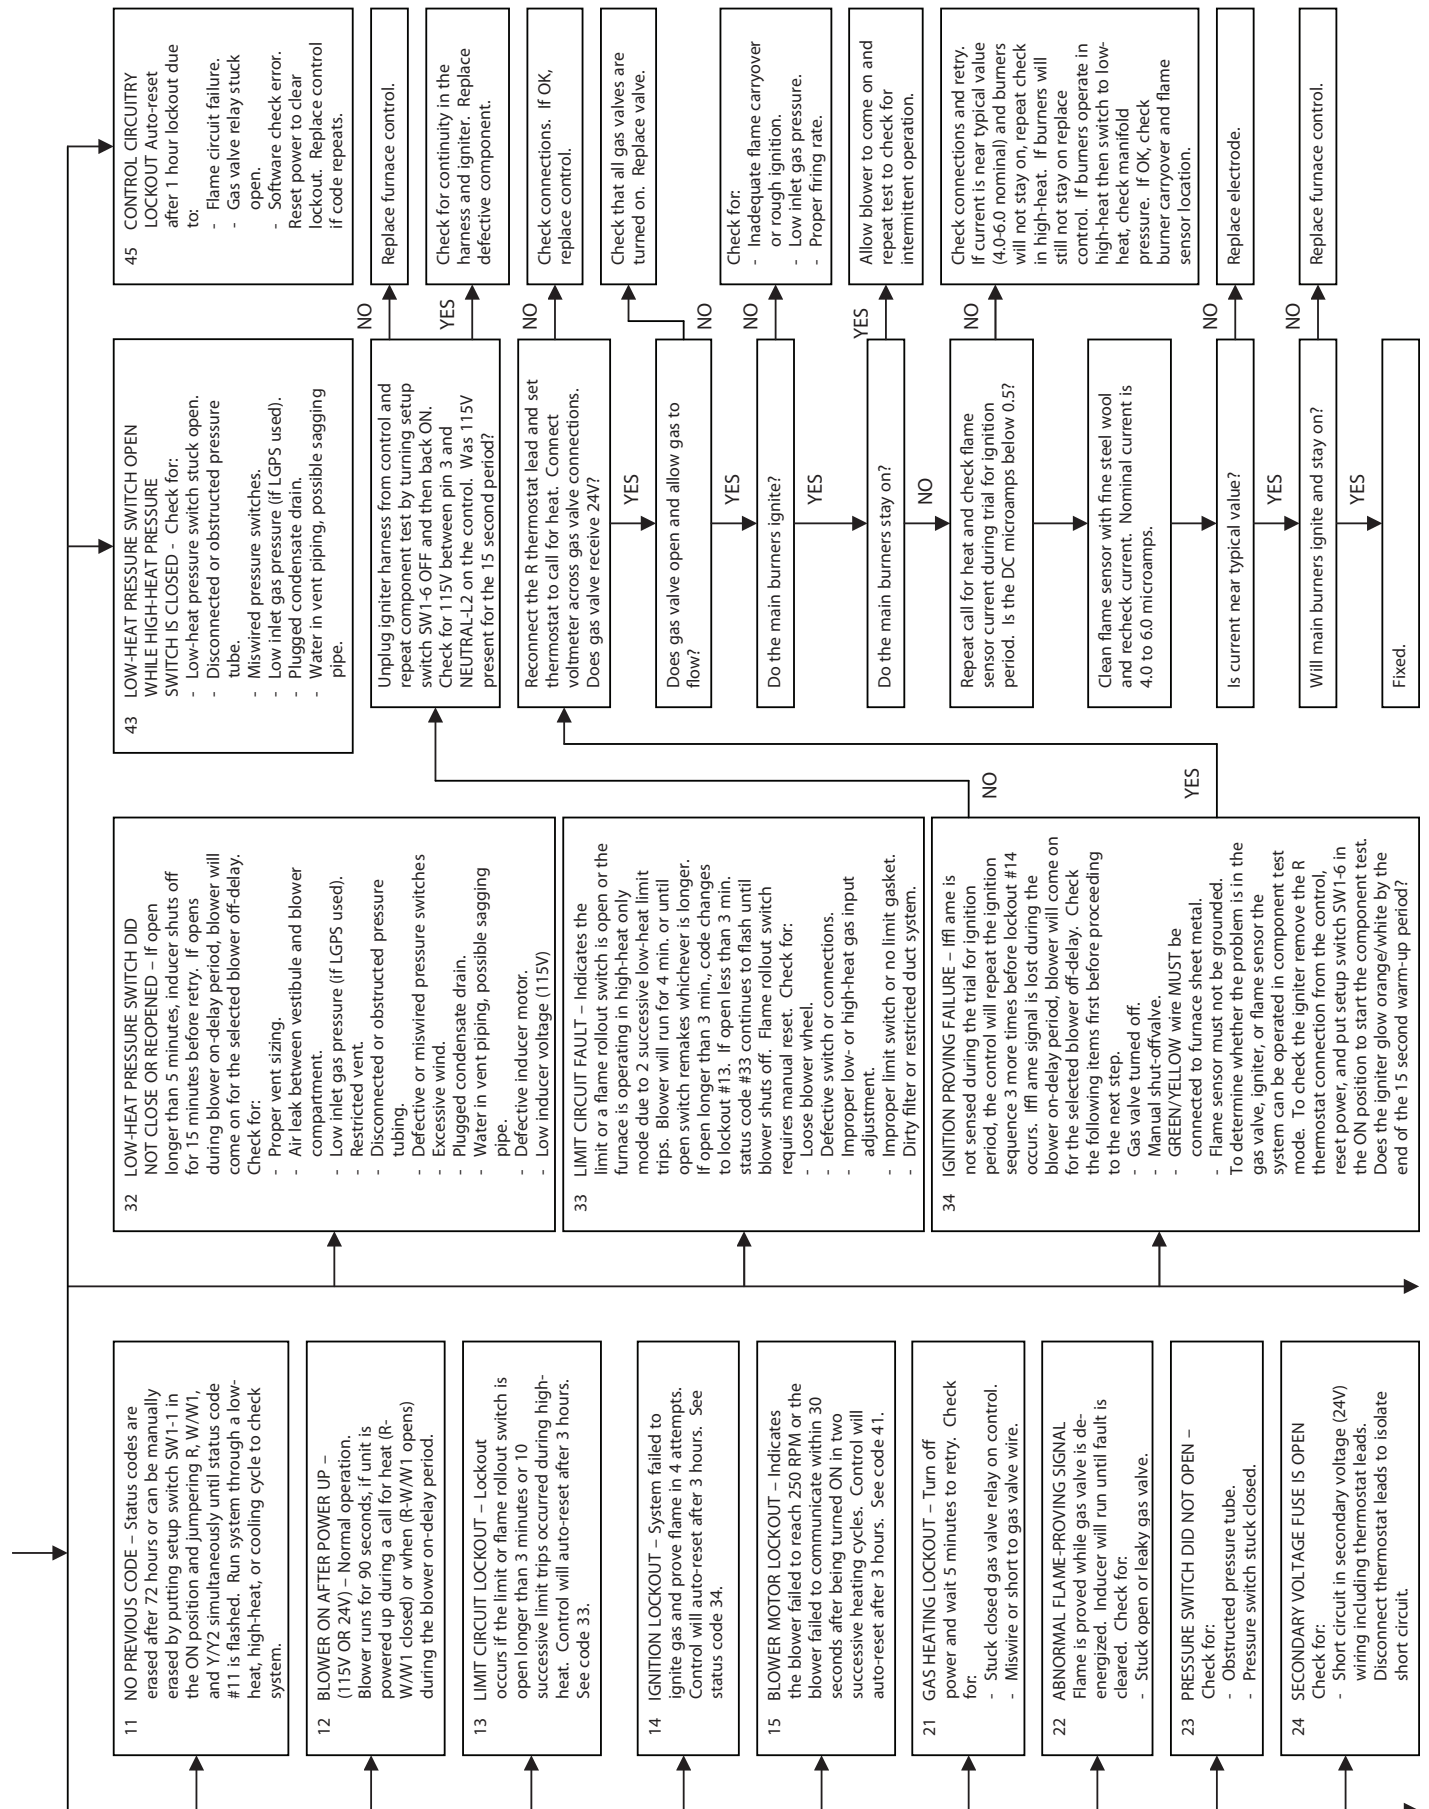 11 NO PREVIOUS CODE – Status codes are
erased after 72 hours or can be manually
erased by putting setup switch SW1-1 in
the ON position and jumpering R, W/W1,
and Y/Y2 simultaneously until status code
#11 is flashed. Run system through a low-
heat, high-heat, or cooling cycle to check
system.
12 BLOWER ON AFTER POWER UP –
(115V OR 24V) – Normal operation.
Blower runs for 90 seconds, if unit is
powered up during a call for heat (R-
W/W1 closed) or when (R-W/W1 opens)
during the blower on-delay period.
13 LIMIT CIRCUIT LOCKOUT – Lockout
occurs if the limit or flame rollout switch is
open longer than 3 minutes or 10
successive limit trips occurred during high-
heat. Control will auto-reset after 3 hours.
See code 33.
14 IGNITION LOCKOUT – System failed to
ignite gas and prove flame in 4 attempts.
Control will auto-reset after 3 hours. See
status code 34.
15 BLOWER MOTOR LOCKOUT – Indicates
the blower failed to reach 250 RPM or the
blower failed to communicate within 30
seconds after being turned ON in two
successive heating cycles. Control will
auto-reset after 3 hours. See code 41.
21 GAS HEATING LOCKOUT – Turn off
power and wait 5 minutes to retry. Check
for:
- Stuck closed gas valve relay on control.
- Miswire or short to gas valve wire.
22 ABNORMAL FLAME-PROVING SIGNAL
Flame is proved while gas valve is de-
energized. Inducer will run until fault is
cleared. Check for:
- Stuck open or leaky gas valve.
23 PRESSURE SWITCH DID NOT OPEN –
Check for:
- Obstructed pressure tube.
- Pressure switch stuck closed.
24 SECONDARY VOLTAGE FUSE IS OPEN
Check for:
- Short circuit in secondary voltage (24V)
wiring including thermostat leads.
Disconnect thermostat leads to isolate
short circuit.
32 LOW-HEAT PRESSURE SWITCH DID
NOT CLOSE OR REOPENED – If open
longer than 5 minutes, inducer shuts off
for 15 minutes before retry. If opens
during blower on-delay period, blower will
come on for the selected blower off-delay.
Check for:
- Proper vent sizing.
- Air leak between vestibule and blower
compartment.
- Low inlet gas pressure (if LGPS used).
- Restricted vent.
- Disconnected or obstructed pressure
tubing.
- Defective or miswired pressure switches
- Excessive wind.
- Plugged condensate drain.
- Water in vent piping, possible sagging
pipe.
- Defective inducer motor.
- Low inducer voltage (115V)
33 LIMIT CIRCUIT FAULT – Indicates the
limit or a flame rollout switch is open or the
furnace is operating in high-heat only
mode due to 2 successive low-heat limit
trips. Blower will run for 4 min. or until
open switch remakes whichever is longer.
If open longer than 3 min., code changes
to lockout #13. If open less than 3 min.
status code #33 continues to flash until
blower shuts off. Flame rollout switch
requires manual reset. Check for:
- Loose blower wheel.
- Defective switch or connections.
- Improper low- or high-heat gas input
adjustment.
- Improper limit switch or no limit gasket.
- Dirty filter or restricted duct system.
34 IGNITION PROVING FAILURE – Iffl ame is
not sensed during the trial for ignition
period, the control will repeat the ignition
sequence 3 more times before lockout #14
occurs. Iffl ame signal is lost during the
blower on-delay period, blower will come on
for the selected blower off-delay. Check
the following items first before proceeding
to the next step.
- Gas valve turned off.
- Manual shut-offvalve.
- GREEN/YELLOW wire MUST be
connected to furnace sheet metal.
- Flame sensor must not be grounded.
To determine whether the problem is in the
gas valve, igniter, or flame sensor the
system can be operated in component test
mode. To check the igniter remove the R
thermostat connection from the control,
reset power, and put setup switch SW1-6 in
the ON position to start the component test.
Does the igniter glow orange/white by the
end of the 15 second warm-up period?
NO
YES
43 LOW-HEAT PRESSURE SWITCH OPEN
WHILE HIGH-HEAT PRESSURE
SWITCH IS CLOSED - Check for:
- Low-heat pressure switch stuck open.
- Disconnected or obstructed pressure
tube.
- Miswired pressure switches.
- Low inlet gas pressure (if LGPS used).
- Plugged condensate drain.
- Water in vent piping, possible sagging
pipe.
Unplug igniter harness from control and
repeat component test by turning setup
switch SW1-6 OFF and then back ON.
Check for 115V between pin 3 and
NEUTRAL-L2 on the control. Was 115V
present for the 15 second period?
NO
YES
Reconnect the R thermostat lead and set
thermostat to call for heat. Connect
voltmeter across gas valve connections.
Does gas valve receive 24V?
NO
YES
Does gas valve open and allow gas to
flow?
NO
YES
Do the main burners ignite?
NO
YES
Do the main burners stay on?
YES
NO
Repeat call for heat and check flame
sensor current during trial for ignition
period. Is the DC microamps below 0.5?
NO
Clean flame sensor with fine steel wool
and recheck current. Nominal current is
4.0 to 6.0 microamps.
Is current near typical value?
NO
YES
Will main burners ignite and stay on?
NO
YES
Fixed.
45 CONTROL CIRCUITRY
LOCKOUT Auto-reset
after 1 hour lockout due
to:
- Flame circuit failure.
- Gas valve relay stuck
open.
- Software check error.
Reset power to clear
lockout. Replace control
if code repeats.
Replace furnace control.
Check for continuity in the
harness and igniter. Replace
defective component.
Check connections. If OK,
replace control.
Check that all gas valves are
turned on. Replace valve.
Check for:
- Inadequate flame carryover
or rough ignition.
- Low inlet gas pressure.
- Proper firing rate.
Allow blower to come on and
repeat test to check for
intermittent operation.
Check connections and retry.
If current is near typical value
(4.0-6.0 nominal) and burners
will not stay on, repeat check
in high-heat. If burners will
still not stay on replace
control. If burners operate in
high-heat then switch to low-
heat, check manifold
pressure. If OK, check
burner carryover and flame
sensor location.
Replace electrode.
Replace furnace control.